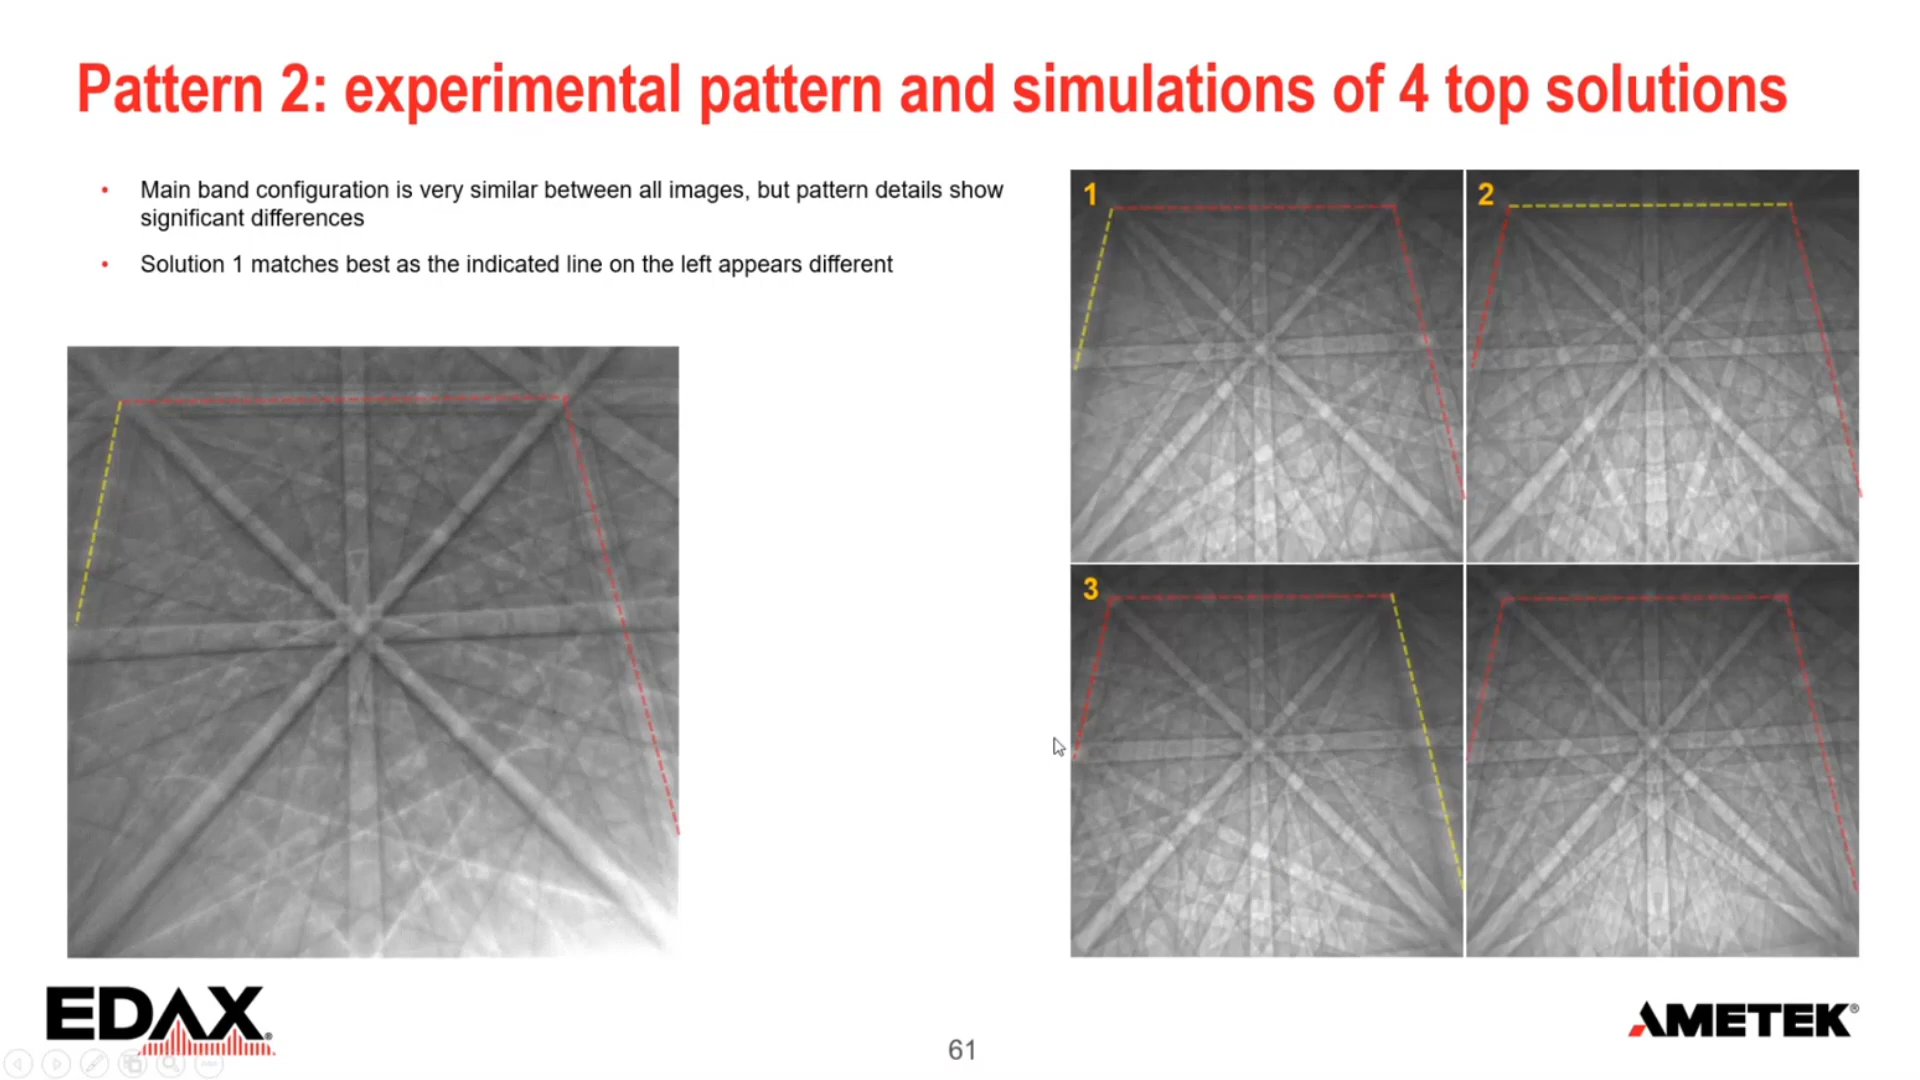 Pattern 2: experimental pattern and simulations of 4 top solutions
• Main band configuration is very similar between all images, but pattern details show
significant differences
• Solution 1 matches best as the indicated line on the left appears different
1
2
3
EDAX®
61
AMETEK®